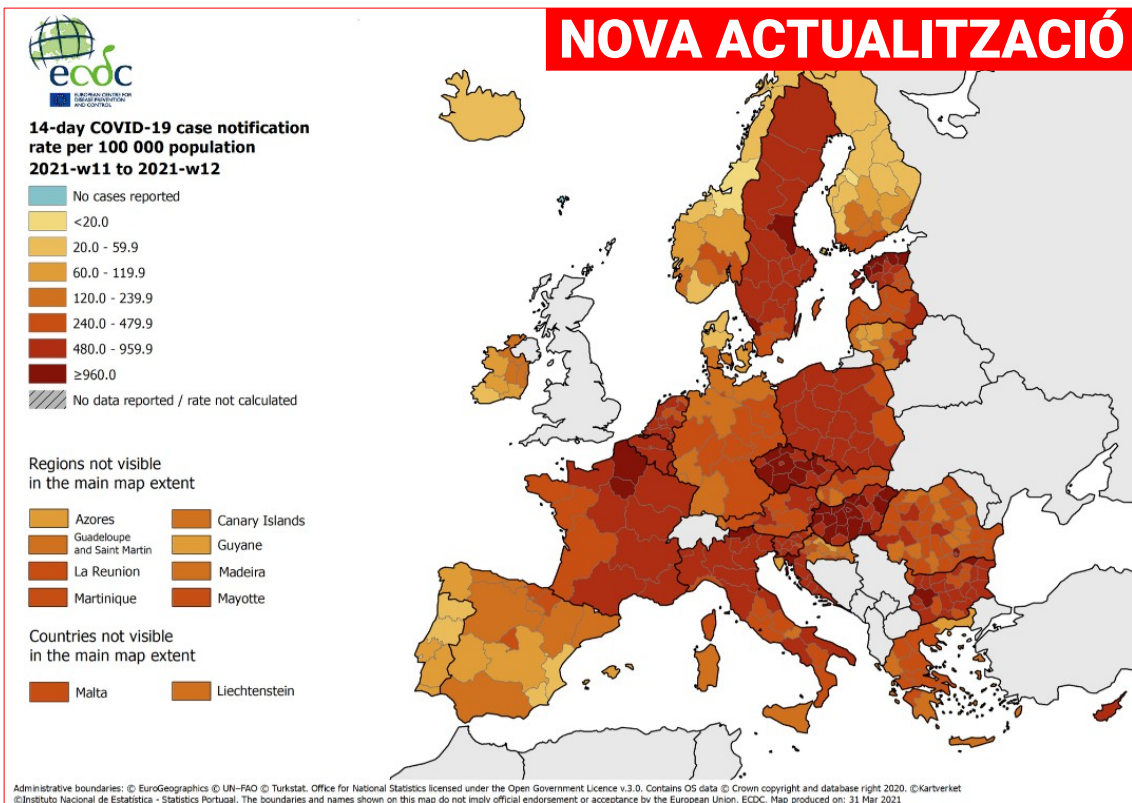 NOVA ACTUALITZACIÓ
ecdc
EUROPEAN CENTRE FOR
DISEASE PREVENTION
AND CONTROL
14-day COVID-19 case notification
rate per 100 000 population
2021-w11 to 2021-w12
No cases reported
<20.0
20.0 - 59.9
60.0 - 119.9
120.0 - 239.9
240.0 - 479.9
480.0 - 959.9
≥960.0
No data reported / rate not calculated
Regions not visible
in the main map extent
Azores
Canary Islands
Guadeloupe
and Saint Martin
Guyane
La Reunion
Madeira
Martinique
Mayotte
Countries not visible
in the main map extent
Malta
Liechtenstein
Administrative boundaries: © EuroGeographics © UN–FAO © Turkstat. Office for National Statistics licensed under the Open Government Licence v.3.0. Contains OS data © Crown copyright and database right 2020. ©Kartverket
©Instituto Nacional de Estatística - Statistics Portugal. The boundaries and names shown on this map do not imply official endorsement or acceptance by the European Union. ECDC. Map produced on: 31 Mar 2021